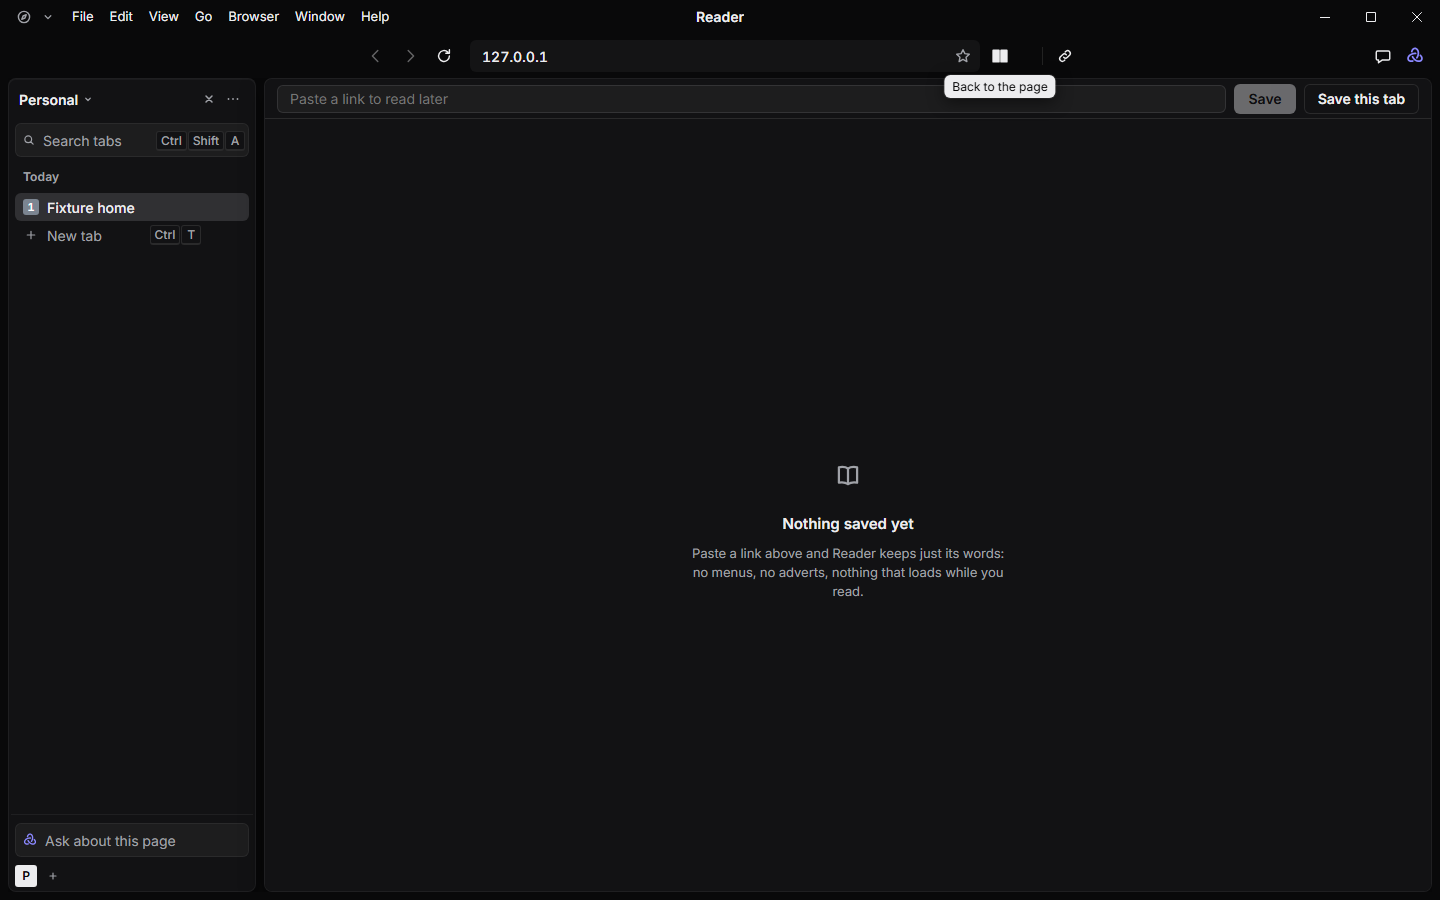 File Edit View Go Browser Window Help
Reader
127.0.0.1
Back to the page
Personal
Paste a link to read later
Save
Save this tab
Search tabs
Ctrl Shift A
Today
1 Fixture home
New tab
Ctrl T
Nothing saved yet
Paste a link above and Reader keeps just its words:
no menus, no adverts, nothing that loads while you
read.
Ask about this page
P